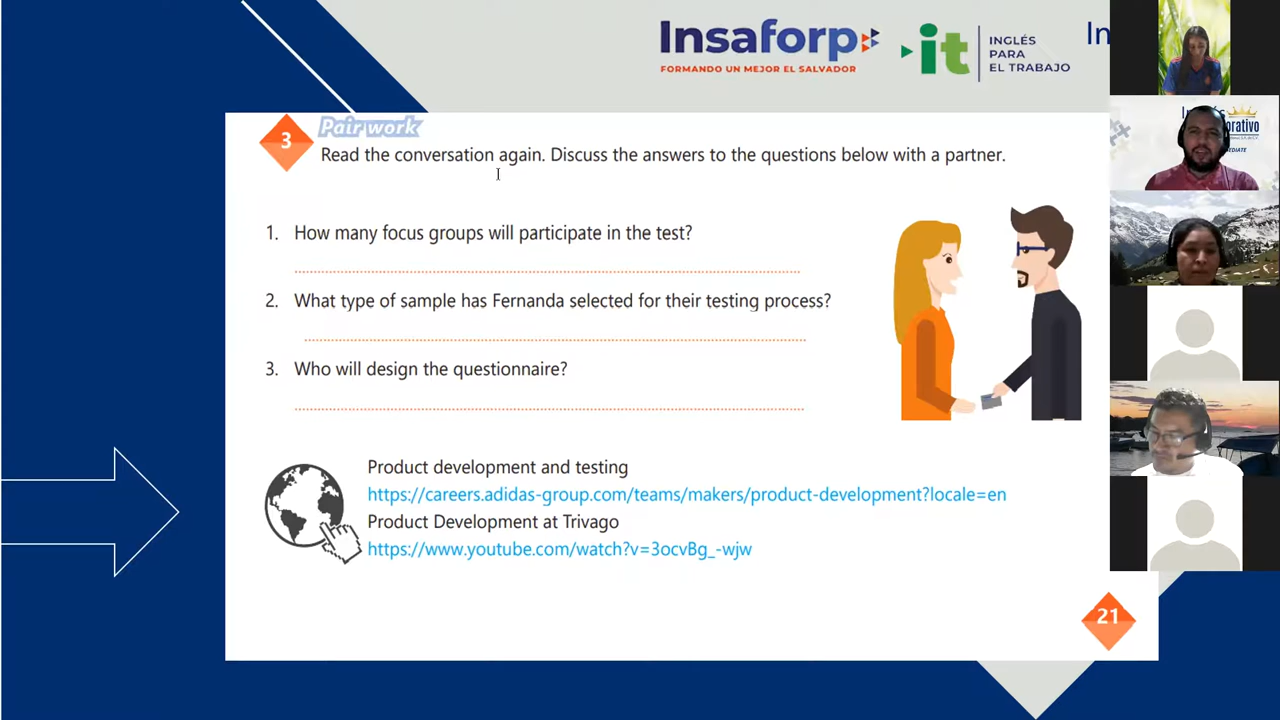 Insaforp
FORMANDO UN MEJOR EL SALVADOR
it
INGLÉS
PARA
EL TRABAJO
In
3
Pair work
Read the conversation again. Discuss the answers to the questions below with a partner.
1. How many focus groups will participate in the test?
2. What type of sample has Fernanda selected for their testing process?
3. Who will design the questionnaire?
Product development and testing
https://careers.adidas-group.com/teams/makers/product-development?locale=en
Product Development at Trivago
https://www.youtube.com/watch?v=3ocvBg_-wjw
21